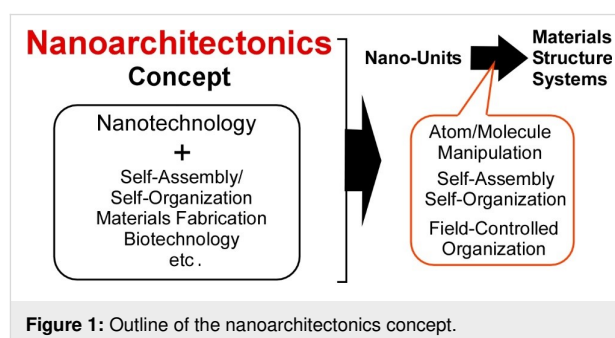 Nanoarchitectonics
Concept
Nanotechnology
+
Self-Assembly/
Self-Organization
Materials Fabrication
Biotechnology
etc.
Nano-Units
Materials
Structure
Systems
Atom/Molecule
Manipulation
Self-Assembly
Self-Organization
Field-Controlled
Organization
Figure 1: Outline of the nanoarchitectonics concept.